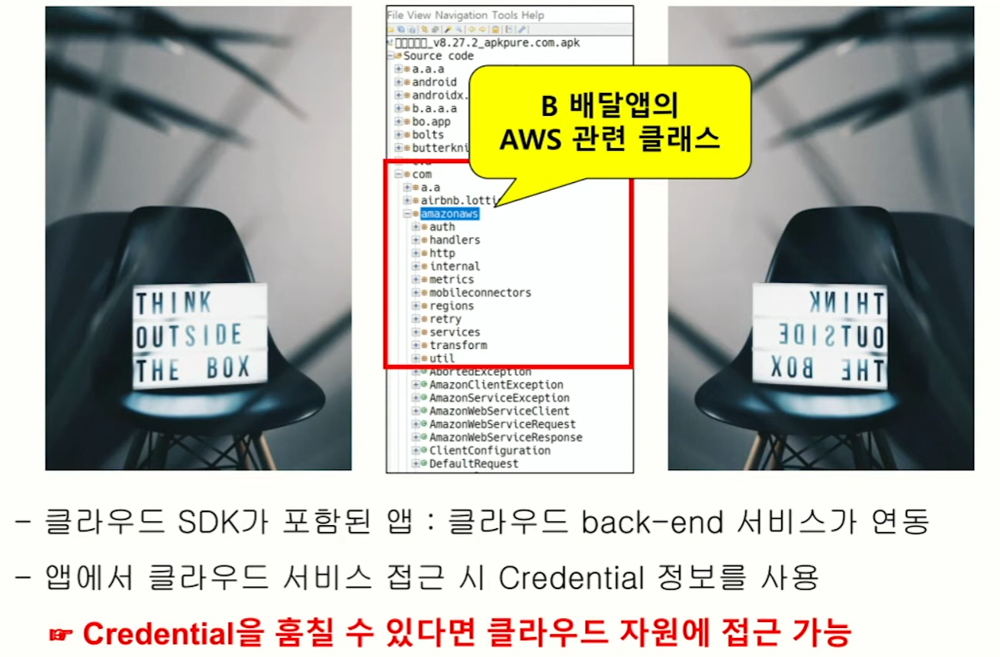 THINK
OUTSIDE
THE BOX
File View Navigation Tools Help
_v8.27.2_apkpure.com.apk
Source code
a.a.a
android
androidx.
b.a.a.a
bo.app
bolts
butterkni
B 배달앱의
AWS 관련 클래스
com
a.a
airbnb.lotti
amazonaws
auth
handlers
http
internal
metrics
mobileconnectors
regions
retry
services
transform
util
AbortedException
AmazonClientException
AmazonServiceException
AmazonWebServiceClient
AmazonWebServiceRequest
AmazonWebServiceResponse
ClientConfiguration
DefaultRequest
THINK
OUTSIDE
THE BOX
- 클라우드 SDK가 포함된 앱 : 클라우드 back-end 서비스가 연동
- 앱에서 클라우드 서비스 접근 시 Credential 정보를 사용
☞ Credential을 훔칠 수 있다면 클라우드 자원에 접근 가능